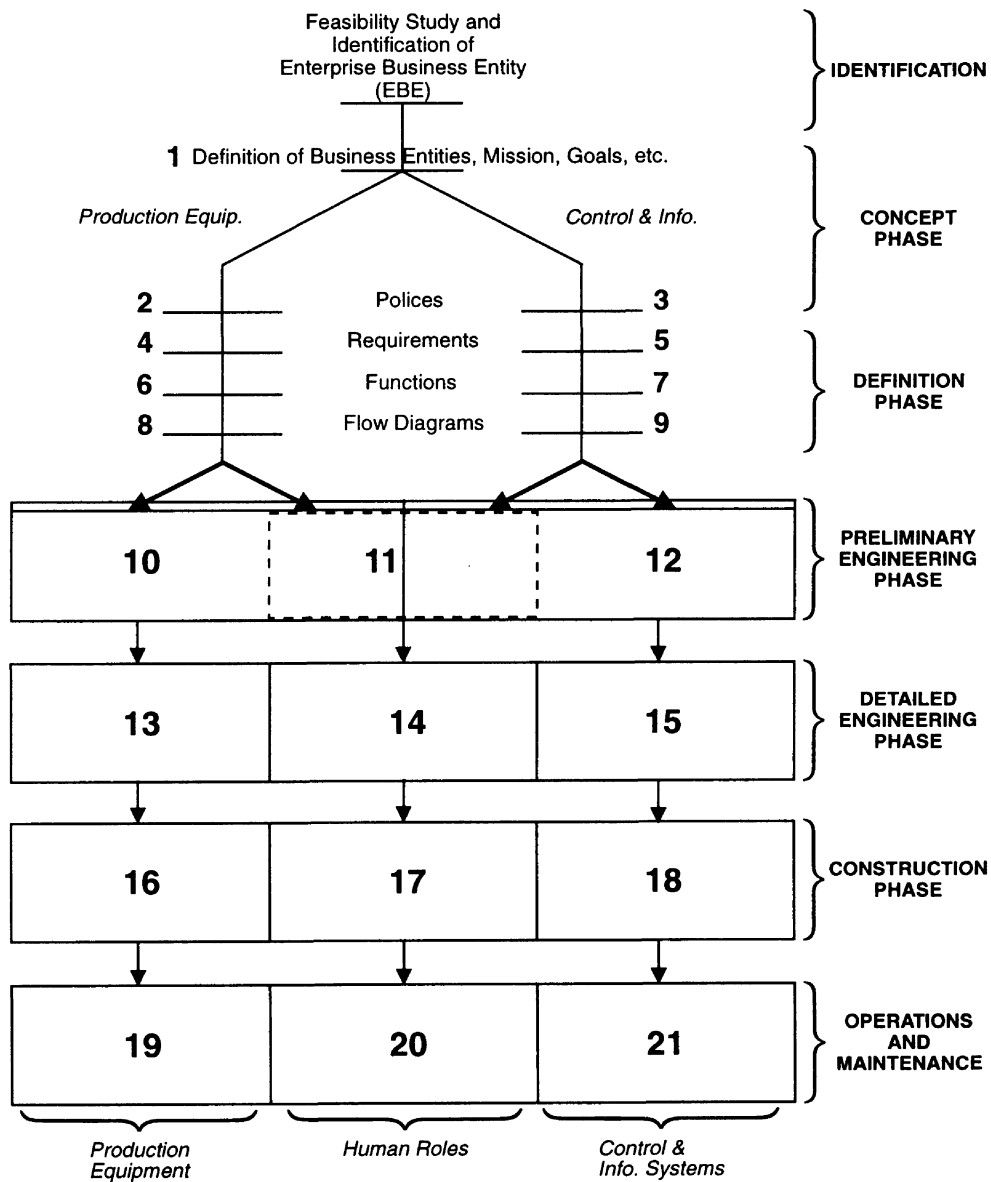 Feasibility Study and
Identification of
Enterprise Business Entity
(EBE)
IDENTIFICATION
1 Definition of Business Entities, Mission, Goals, etc.
Production Equip.
Control & Info.
CONCEPT
PHASE
2 Polices 3
4 Requirements 5
6 Functions 7
8 Flow Diagrams 9
DEFINITION
PHASE
10 11 12
PRELIMINARY
ENGINEERING
PHASE
13 14 15
DETAILED
ENGINEERING
PHASE
16 17 18
CONSTRUCTION
PHASE
19 20 21
OPERATIONS
AND
MAINTENANCE
Production
Equipment
Human Roles
Control &
Info. Systems